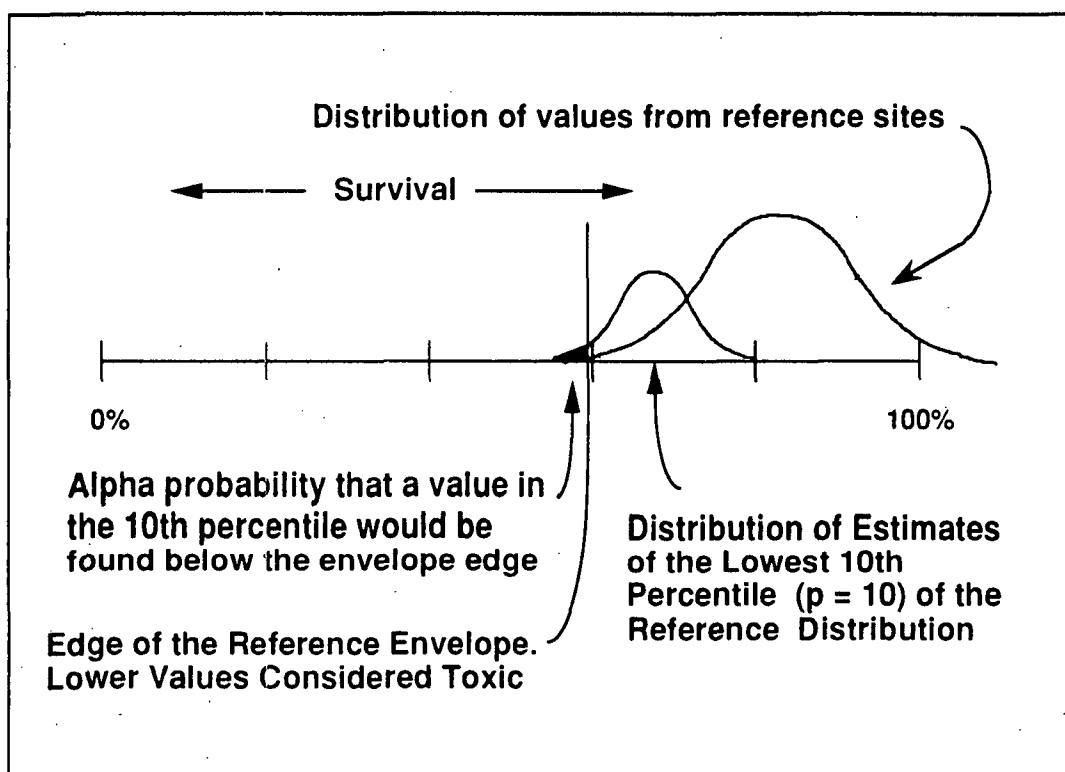 Distribution of values from reference sites
Survival
0%
100%
Alpha probability that a value in
the 10th percentile would be
found below the envelope edge
Distribution of Estimates
of the Lowest 10th
Percentile (p = 10) of the
Reference Distribution
Edge of the Reference Envelope.
Lower Values Considered Toxic